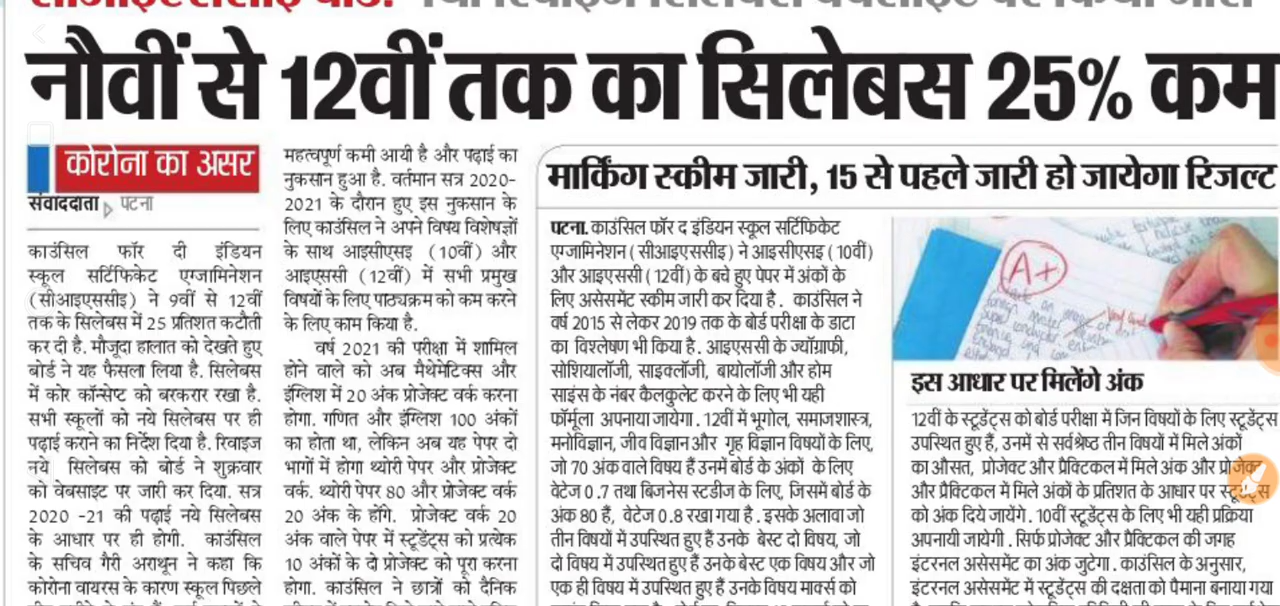 नौवीं से 12वीं तक का सिलेबस 25% कम
कोरोना का असर
संवाददाता पटना
काउंसिल फॉर दी इंडियन
स्कूल सर्टिफिकेट एग्जामिनेशन
(सीआइएससीइ) ने 9वीं से 12वीं
तक के सिलेबस में 25 प्रतिशत कटौती
कर दी है. मौजूदा हालात को देखते हुए
बोर्ड ने यह फैसला लिया है. सिलेबस
में कोर कॉन्सेप्ट को बरकरार रखा है.
सभी स्कूलों को नये सिलेबस पर ही
पढ़ाई कराने का निर्देश दिया है. रिवाइज
नये सिलेबस को बोर्ड ने शुक्रवार
को वेबसाइट पर जारी कर दिया. सत्र
2020 -21 की पढ़ाई नये सिलेबस
के आधार पर ही होगी. काउंसिल
के सचिव गैरी अराथून ने कहा कि
कोरोना वायरस के कारण स्कूल पिछले
महत्वपूर्ण कमी आयी है और पढ़ाई का
नुकसान हुआ है. वर्तमान सत्र 2020-
2021 के दौरान हुए इस नुकसान के
लिए काउंसिल ने अपने विषय विशेषज्ञों
के साथ आइसीएसइ (10वीं) और
आइएससी (12वीं) में सभी प्रमुख
विषयों के लिए पाठ्यक्रम को कम करने
के लिए काम किया है.
वर्ष 2021 की परीक्षा में शामिल
होने वाले को अब मैथेमेटिक्स और
इंग्लिश में 20 अंक प्रोजेक्ट वर्क करना
होगा. गणित और इंग्लिश 100 अंकों
का होता था, लेकिन अब यह पेपर दो
भागों में होगा थ्योरी पेपर और प्रोजेक्ट
वर्क. थ्योरी पेपर 80 और प्रोजेक्ट वर्क
20 अंक के होंगे. प्रोजेक्ट वर्क 20
अंक वाले पेपर में स्टूडेंट्स को प्रत्येक
10 अंकों के दो प्रोजेक्ट को पूरा करना
होगा. काउंसिल ने छात्रों को दैनिक
मार्किंग स्कीम जारी, 15 से पहले जारी हो जायेगा रिजल्ट
पटना. काउंसिल फॉर द इंडियन स्कूल सर्टिफिकेट
एग्जामिनेशन ( सीआइएससीइ ) ने आइसीएसइ ( 10वीं )
और आइएससी ( 12वीं ) के बचे हुए पेपर में अंकों के
लिए असेसमेंट स्कीम जारी कर दिया है . काउंसिल ने
वर्ष 2015 से लेकर 2019 तक के बोर्ड परीक्षा के डाटा
का विश्लेषण भी किया है . आइएससी के ज्यॉग्राफी,
सोशियालॉजी, साइक्लॉजी, बायोलॉजी और होम
साइंस के नंबर कैलकुलेट करने के लिए भी यही
फॉर्मूला अपनाया जायेगा . 12वीं में भूगोल, समाजशास्त्र,
मनोविज्ञान, जीव विज्ञान और गृह विज्ञान विषयों के लिए,
जो 70 अंक वाले विषय हैं उनमें बोर्ड के अंकों के लिए
वेटेज 0 .7 तथा बिजनेस स्टडीज के लिए, जिसमें बोर्ड के
अंक 80 हैं, वेटेज 0 .8 रखा गया है . इसके अलावा जो
तीन विषयों में उपस्थित हुए हैं उनके बेस्ट दो विषय, जो
दो विषय में उपस्थित हुए हैं उनके बेस्ट एक विषय और जो
एक ही विषय में उपस्थित हुए हैं उनके विषय मार्क्स को
A+
इस आधार पर मिलेंगे अंक
12वीं के स्टूडेंट्स को बोर्ड परीक्षा में जिन विषयों के लिए स्टूडेंट्स
उपस्थित हुए हैं, उनमें से सर्वश्रेष्ठ तीन विषयों में मिले अंकों
का औसत, प्रोजेक्ट और प्रैक्टिकल में मिले अंक और प्रोजेक्ट
और प्रैक्टिकल में मिले अंकों के प्रतिशत के आधार पर स्टूडेंट्स
को अंक दिये जायेंगे . 10वीं स्टूडेंट्स के लिए भी यही प्रक्रिया
अपनायी जायेगी . सिर्फ प्रोजेक्ट और प्रैक्टिकल की जगह
इंटरनल असेसमेंट का अंक जुटेगा . काउंसिल के अनुसार,
इंटरनल असेसमेंट में स्टूडेंट्स की दक्षता को पैमाना बनाया गया